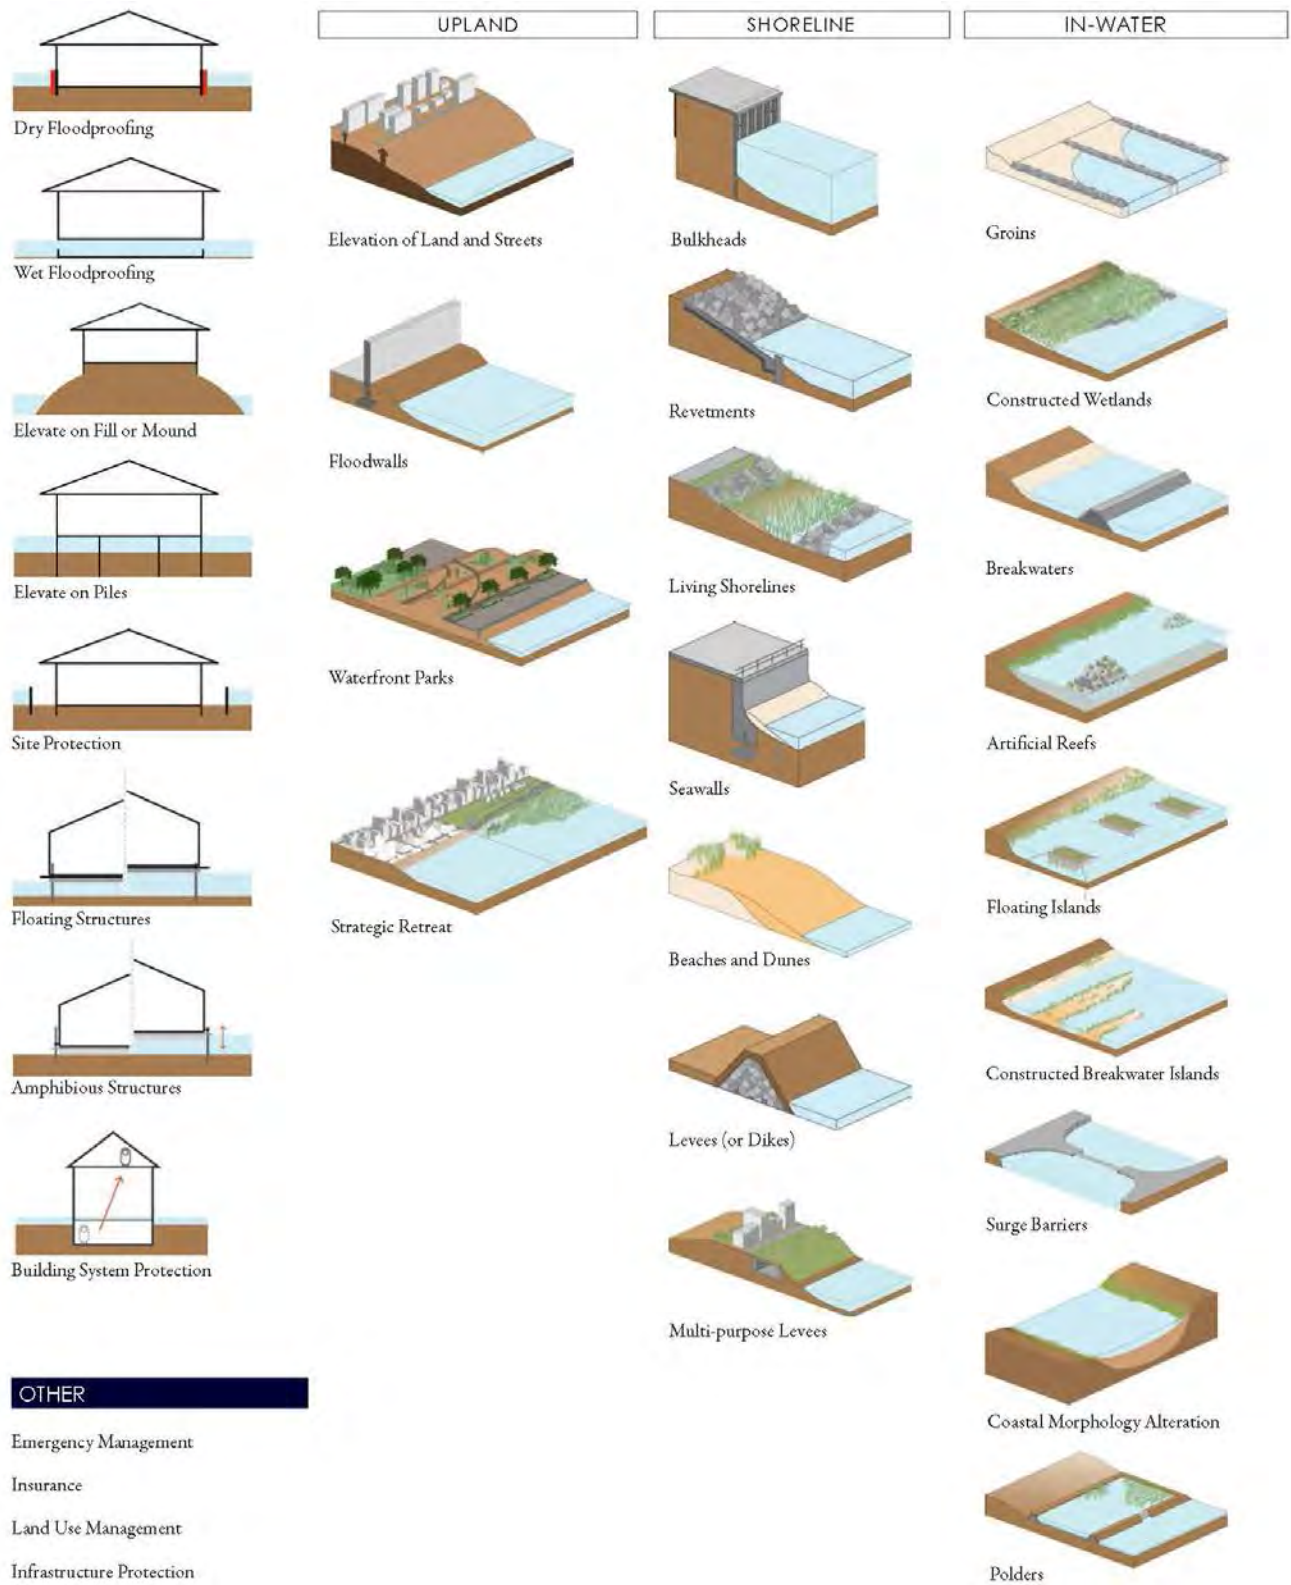 Dry Floodproofing
Wet Floodproofing
Elevate on Fill or Mound
Elevate on Piles
Site Protection
Floating Structures
Amphibious Structures
Building System Protection
OTHER
Emergency Management
Insurance
Land Use Management
Infrastructure Protection
UPLAND
Elevation of Land and Streets
Floodwalls
Waterfront Parks
Strategic Retreat
SHORELINE
Bulkheads
Revetments
Living Shorelines
Seawalls
Beaches and Dunes
Levees (or Dikes)
Multi-purpose Levees
IN-WATER
Groins
Constructed Wetlands
Breakwaters
Artificial Reefs
Floating Islands
Constructed Breakwater Islands
Surge Barriers
Coastal Morphology Alteration
Polders